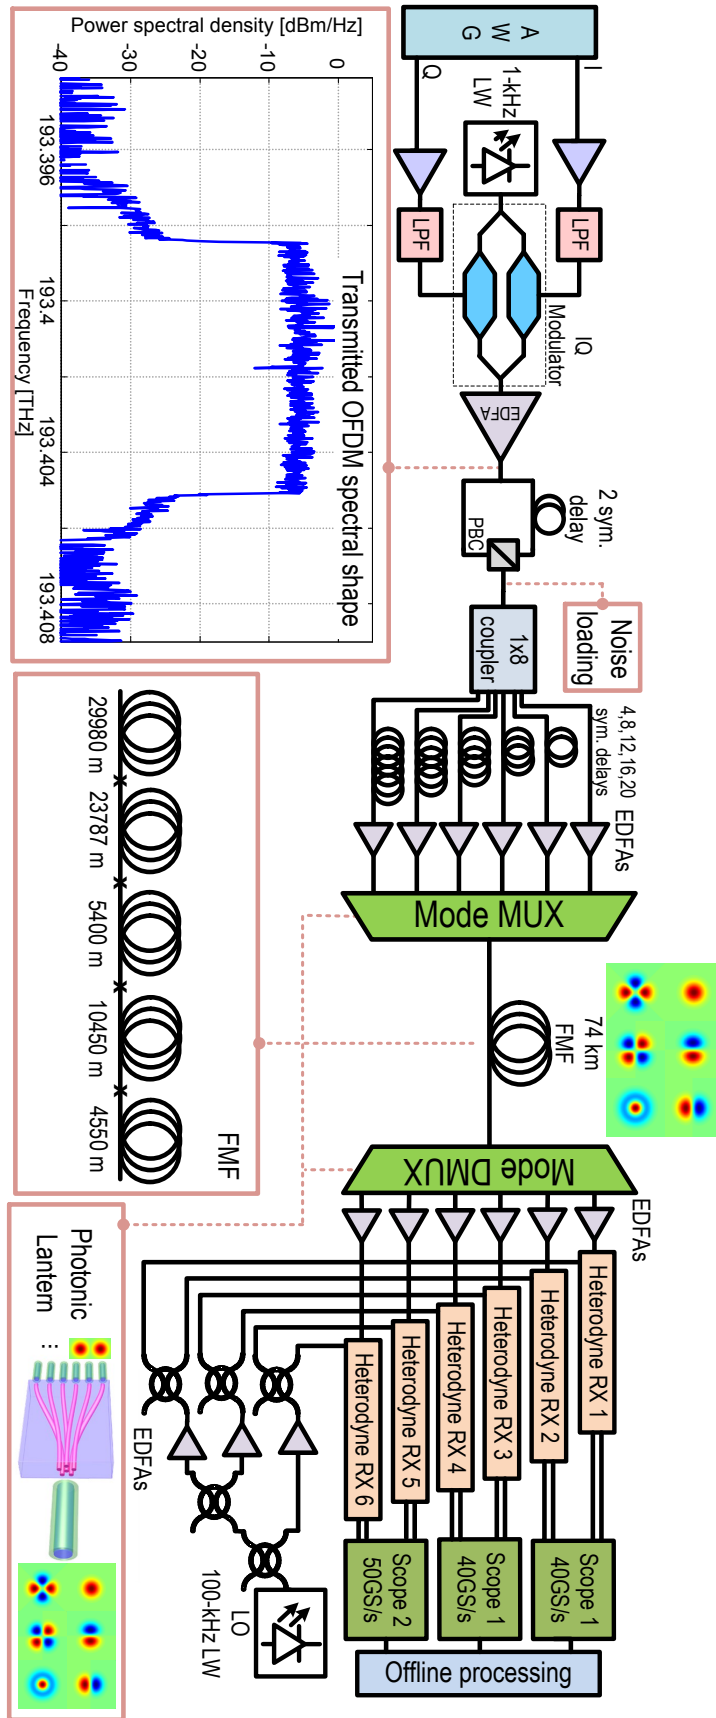 A
W
G
I
Q
1-kHz
LW
LPF
LPF
IQ
Modulator
EDFA
2 sym.
delay
PBC
Noise
loading
1x8
coupler
4,8,12,16,20
sym. delays
EDFAs
Mode MUX
74 km
FMF
Mode DMUX
EDFAs
Heterodyne RX 1
Heterodyne RX 2
Heterodyne RX 3
Heterodyne RX 4
Heterodyne RX 5
Heterodyne RX 6
Scope 1
40GS/s
Scope 1
40GS/s
Scope 2
50GS/s
Offline processing
EDFAs
LO
100-kHz LW
Transmitted OFDM spectral shape
Power spectral density [dBm/Hz]
0
-10
-20
-30
-40
193.396
193.4
193.404
193.408
Frequency [THz]
FMF
29980 m
23787 m
5400 m
10450 m
4550 m
Photonic
Lantern
...